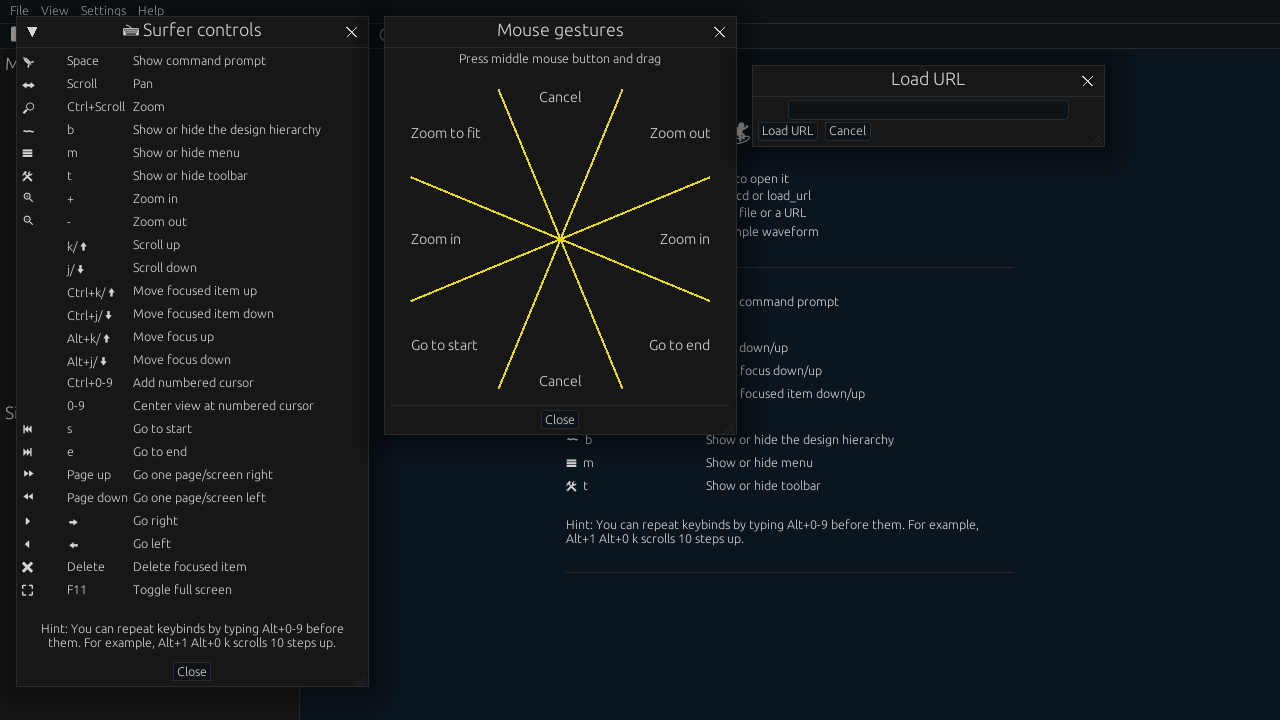 File View Settings Help
Surfer controls
Space Show command prompt
Scroll Pan
Ctrl+Scroll Zoom
b Show or hide the design hierarchy
m Show or hide menu
t Show or hide toolbar
+ Zoom in
- Zoom out
k/⬆ Scroll up
j/⬇ Scroll down
Ctrl+k/⬆ Move focused item up
Ctrl+j/⬇ Move focused item down
Alt+k/⬆ Move focus up
Alt+j/⬇ Move focus down
Ctrl+0-9 Add numbered cursor
0-9 Center view at numbered cursor
s Go to start
e Go to end
Page up Go one page/screen right
Page down Go one page/screen left
➡ Go right
⬅ Go left
Delete Delete focused item
F11 Toggle full screen
Hint: You can repeat keybinds by typing Alt+0-9 before
them. For example, Alt+1 Alt+0 k scrolls 10 steps up.
Close
Mouse gestures
Press middle mouse button and drag
Cancel
Zoom to fit Zoom out
Zoom in Zoom in
Go to start Go to end
Cancel
Close
Load URL
Load URL Cancel
to open it
or load_url
file or a URL
waveform
command prompt
down/up
focus down/up
focused item down/up
b Show or hide the design hierarchy
m Show or hide menu
t Show or hide toolbar
Hint: You can repeat keybinds by typing Alt+0-9 before them. For example,
Alt+1 Alt+0 k scrolls 10 steps up.